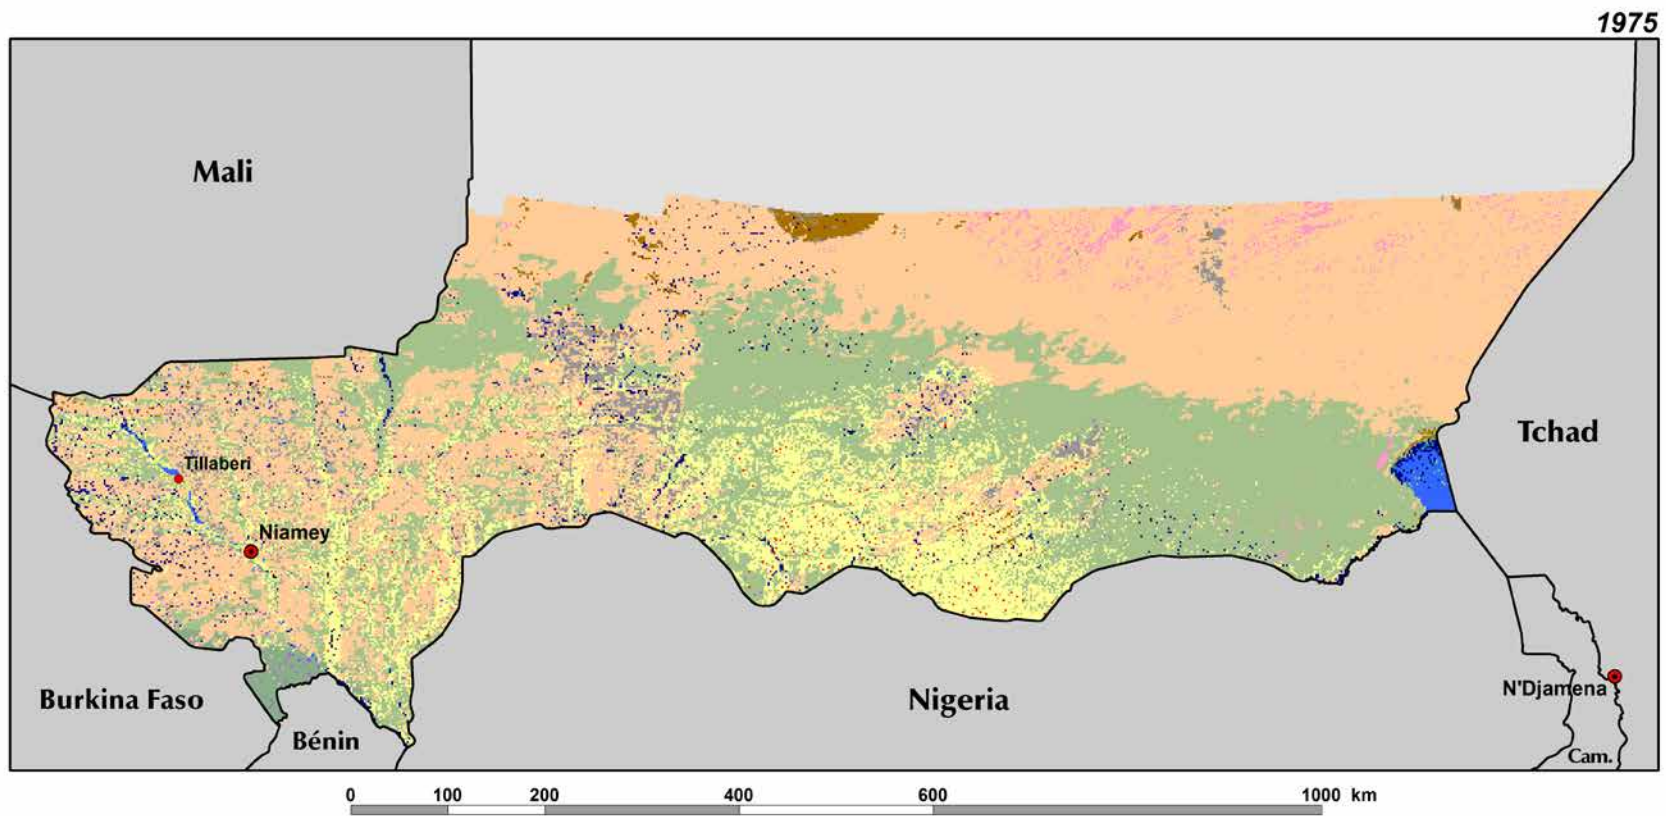 1975
Mali
Tchad
Tillaberi
Niamey
Burkina Faso
Nigeria
N'Djamena
Bénin
Cam.
0 100 200 400 600 1000 km